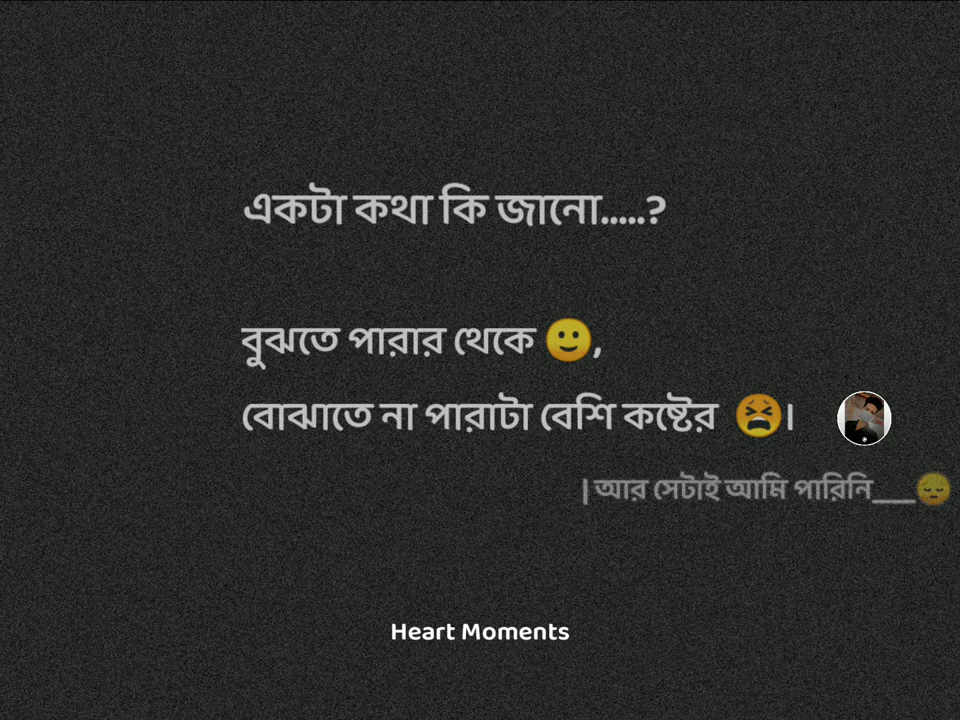 একটা কথা কি জানো.....?
বুঝতে পারার থেকে 🙂,
বোঝাতে না পারাটা বেশি কষ্টের 😫।
|আর সেটাই আমি পারিনি___😔
Heart Moments